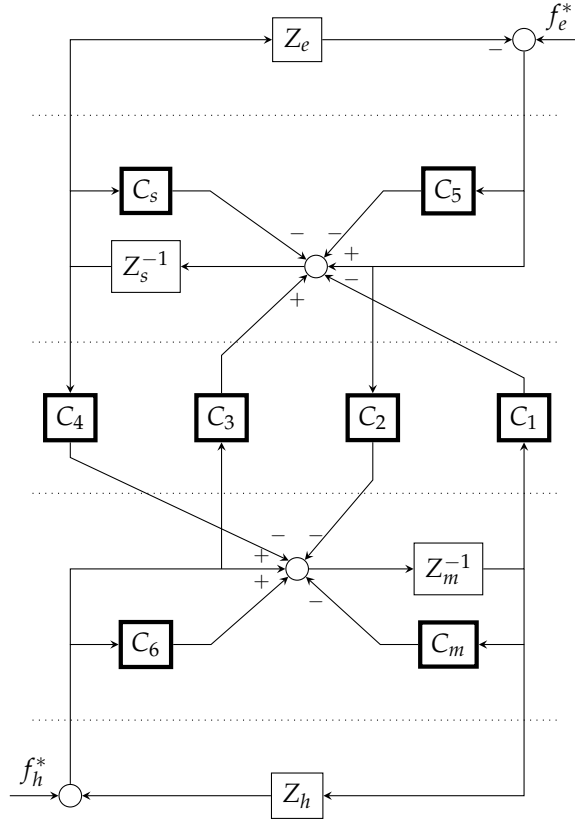 f_e^*
Z_e
−
C_s
C_5
− −
+
Z_s^{-1}
−
+
C_4
C_3
C_2
C_1
− −
+
Z_m^{-1}
+
−
C_6
C_m
f_h^*
Z_h